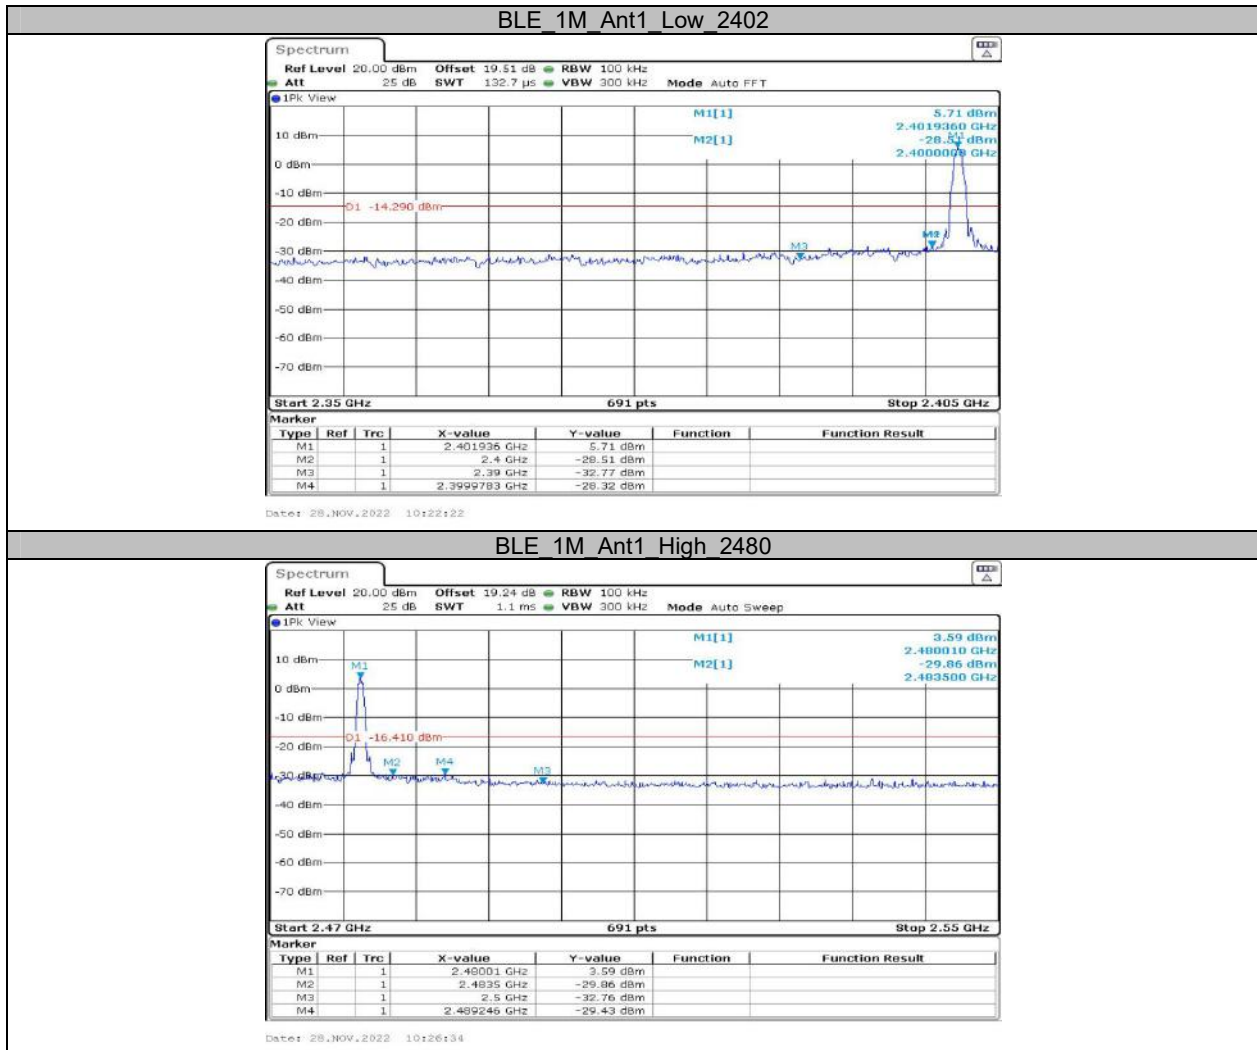 BLE_1M_Ant1_Low_2402
Spectrum
Ref Level 20.00 dBm Offset 19.51 dB RBW 100 kHz
Att 25 dB SWT 132.7 µs VBW 300 kHz Mode Auto FFT
1Pk View
M1[1] 5.71 dBm
2.4019360 GHz
10 dBm
M2[1] -28.51 dBm
M1
2.4000000 GHz
0 dBm
-10 dBm
D1 -14.290 dBm
-20 dBm
M2
-30 dBm
M3
-40 dBm
-50 dBm
-60 dBm
-70 dBm
Start 2.35 GHz 691 pts Stop 2.405 GHz
Marker
Type Ref Trc X-value Y-value Function Function Result
M1 1 2.401936 GHz 5.71 dBm
M2 1 2.4 GHz -28.51 dBm
M3 1 2.39 GHz -32.77 dBm
M4 1 2.3999783 GHz -28.32 dBm
Date: 28.NOV.2022 10:22:22
BLE_1M_Ant1_High_2480
Spectrum
Ref Level 20.00 dBm Offset 19.24 dB RBW 100 kHz
Att 25 dB SWT 1.1 ms VBW 300 kHz Mode Auto Sweep
1Pk View
M1[1] 3.59 dBm
2.480010 GHz
10 dBm
M1
M2[1] -29.86 dBm
2.483500 GHz
0 dBm
-10 dBm
D1 -16.410 dBm
-20 dBm
M2 M4
M3
-30 dBm
-40 dBm
-50 dBm
-60 dBm
-70 dBm
Start 2.47 GHz 691 pts Stop 2.55 GHz
Marker
Type Ref Trc X-value Y-value Function Function Result
M1 1 2.48001 GHz 3.59 dBm
M2 1 2.4835 GHz -29.86 dBm
M3 1 2.5 GHz -32.76 dBm
M4 1 2.489246 GHz -29.43 dBm
Date: 28.NOV.2022 10:26:34